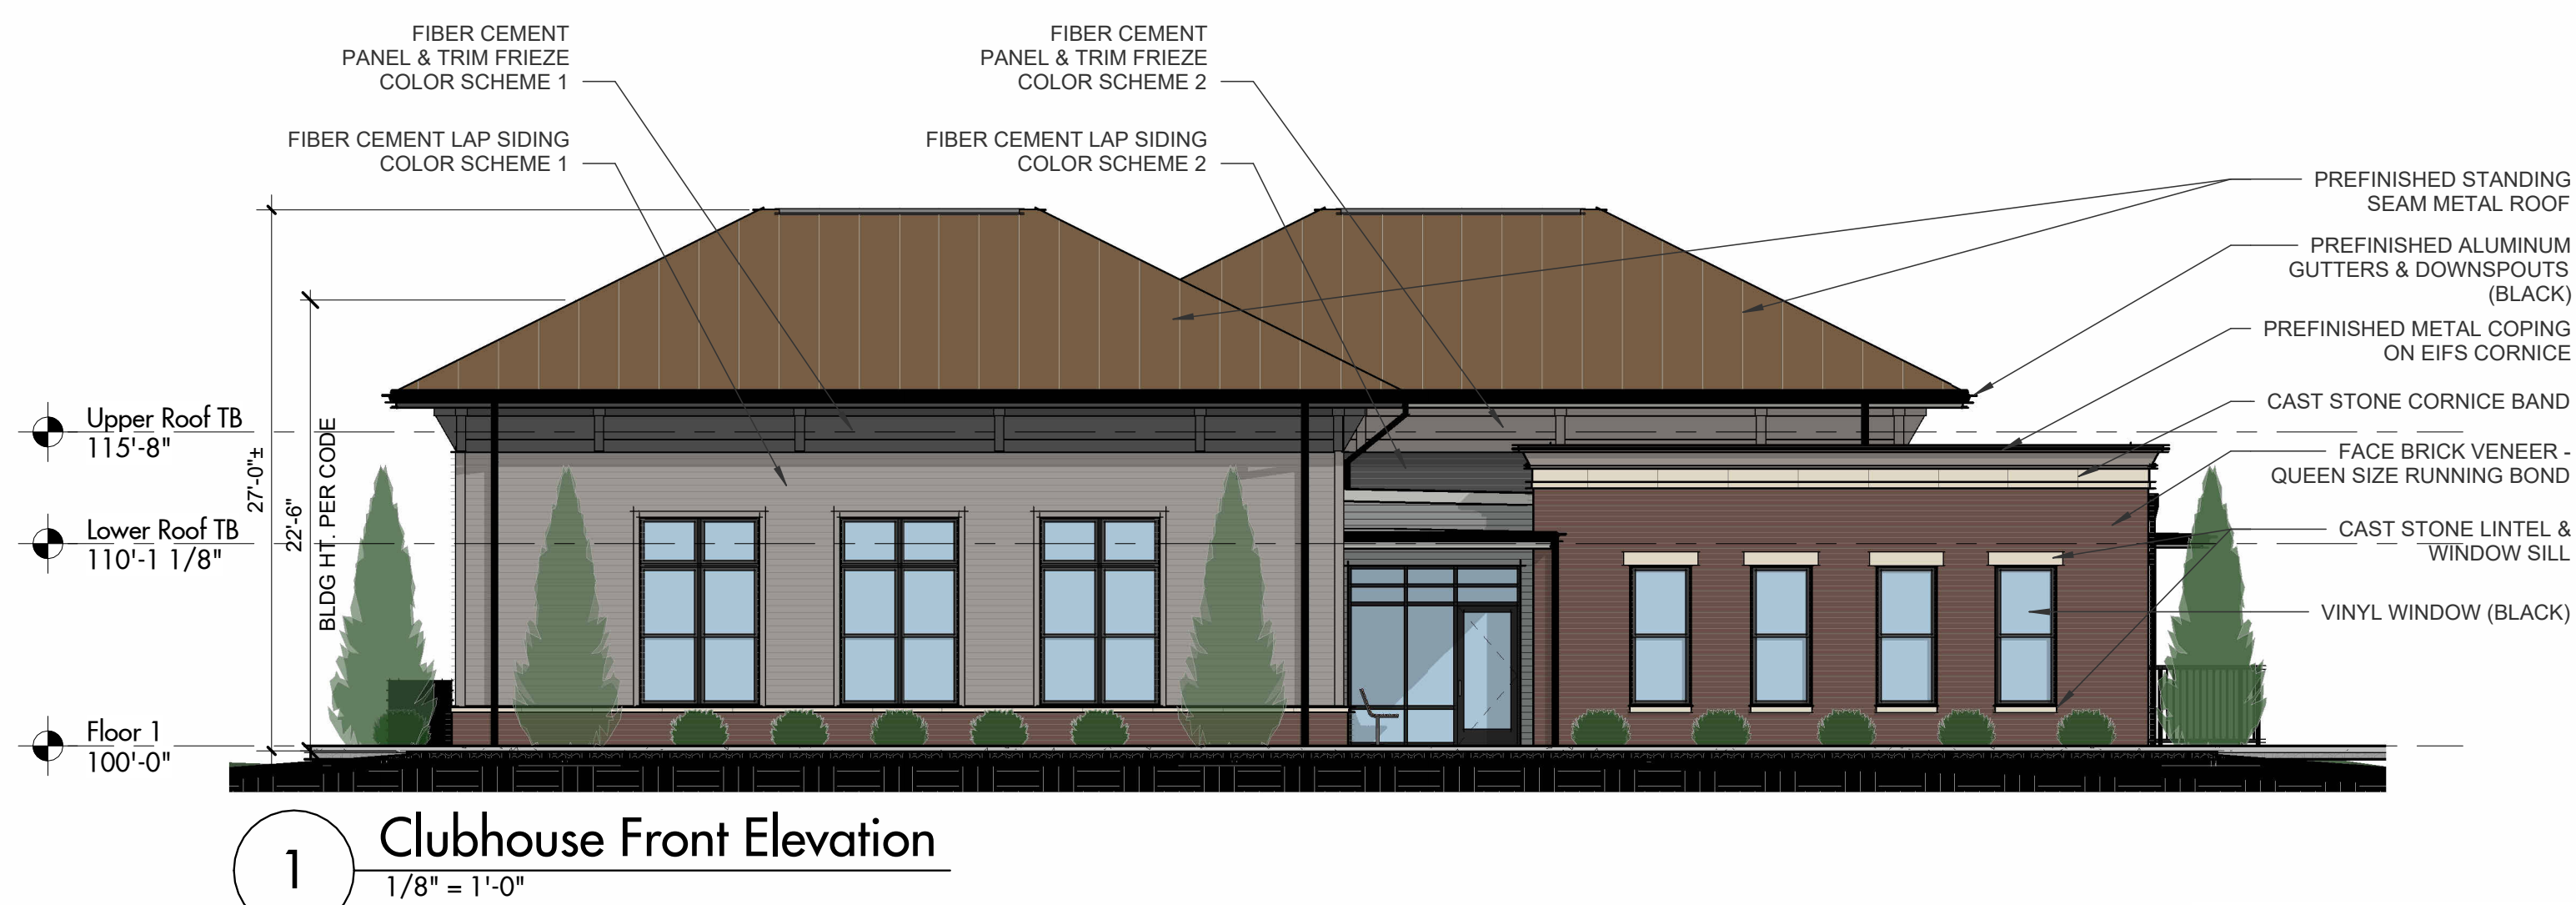 FIBER CEMENT
PANEL & TRIM FRIEZE
COLOR SCHEME 1
FIBER CEMENT LAP SIDING
COLOR SCHEME 1
FIBER CEMENT
PANEL & TRIM FRIEZE
COLOR SCHEME 2
FIBER CEMENT LAP SIDING
COLOR SCHEME 2
PREFINISHED STANDING
SEAM METAL ROOF
PREFINISHED ALUMINUM
GUTTERS & DOWNSPOUTS
(BLACK)
PREFINISHED METAL COPING
ON EIFS CORNICE
CAST STONE CORNICE BAND
FACE BRICK VENEER -
QUEEN SIZE RUNNING BOND
CAST STONE LINTEL &
WINDOW SILL
VINYL WINDOW (BLACK)
Upper Roof TB
115'-8"
Lower Roof TB
110'-1 1/8"
Floor 1
100'-0"
27'-0"±
22'-6"
BLDG HT. PER CODE
1
Clubhouse Front Elevation
1/8" = 1'-0"